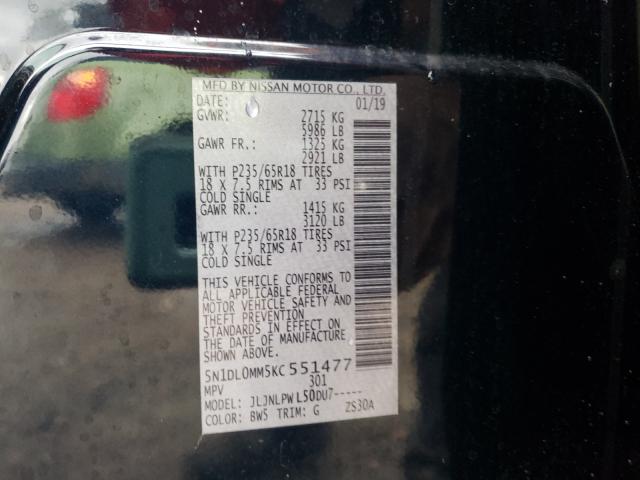 MFD BY NISSAN MOTOR CO., LTD.
DATE: 01/19
GVWR: 2715 KG
5986 LB
GAWR FR.: 1325 KG
2921 LB
WITH P235/65R18 TIRES
18 X 7.5 RIMS AT 33 PSI
COLD SINGLE
GAWR RR.: 1415 KG
3120 LB
WITH P235/65R18 TIRES
18 X 7.5 RIMS AT 33 PSI
COLD SINGLE
THIS VEHICLE CONFORMS TO
ALL APPLICABLE FEDERAL
MOTOR VEHICLE SAFETY AND
THEFT PREVENTION
STANDARDS IN EFFECT ON
THE DATE OF MANUFACTURE
SHOWN ABOVE.
5N1DL0MM5KC551477
MPV 301
MODEL: JLJNLPWL50DU7-----
COLOR: BW5 TRIM: G ZS30A